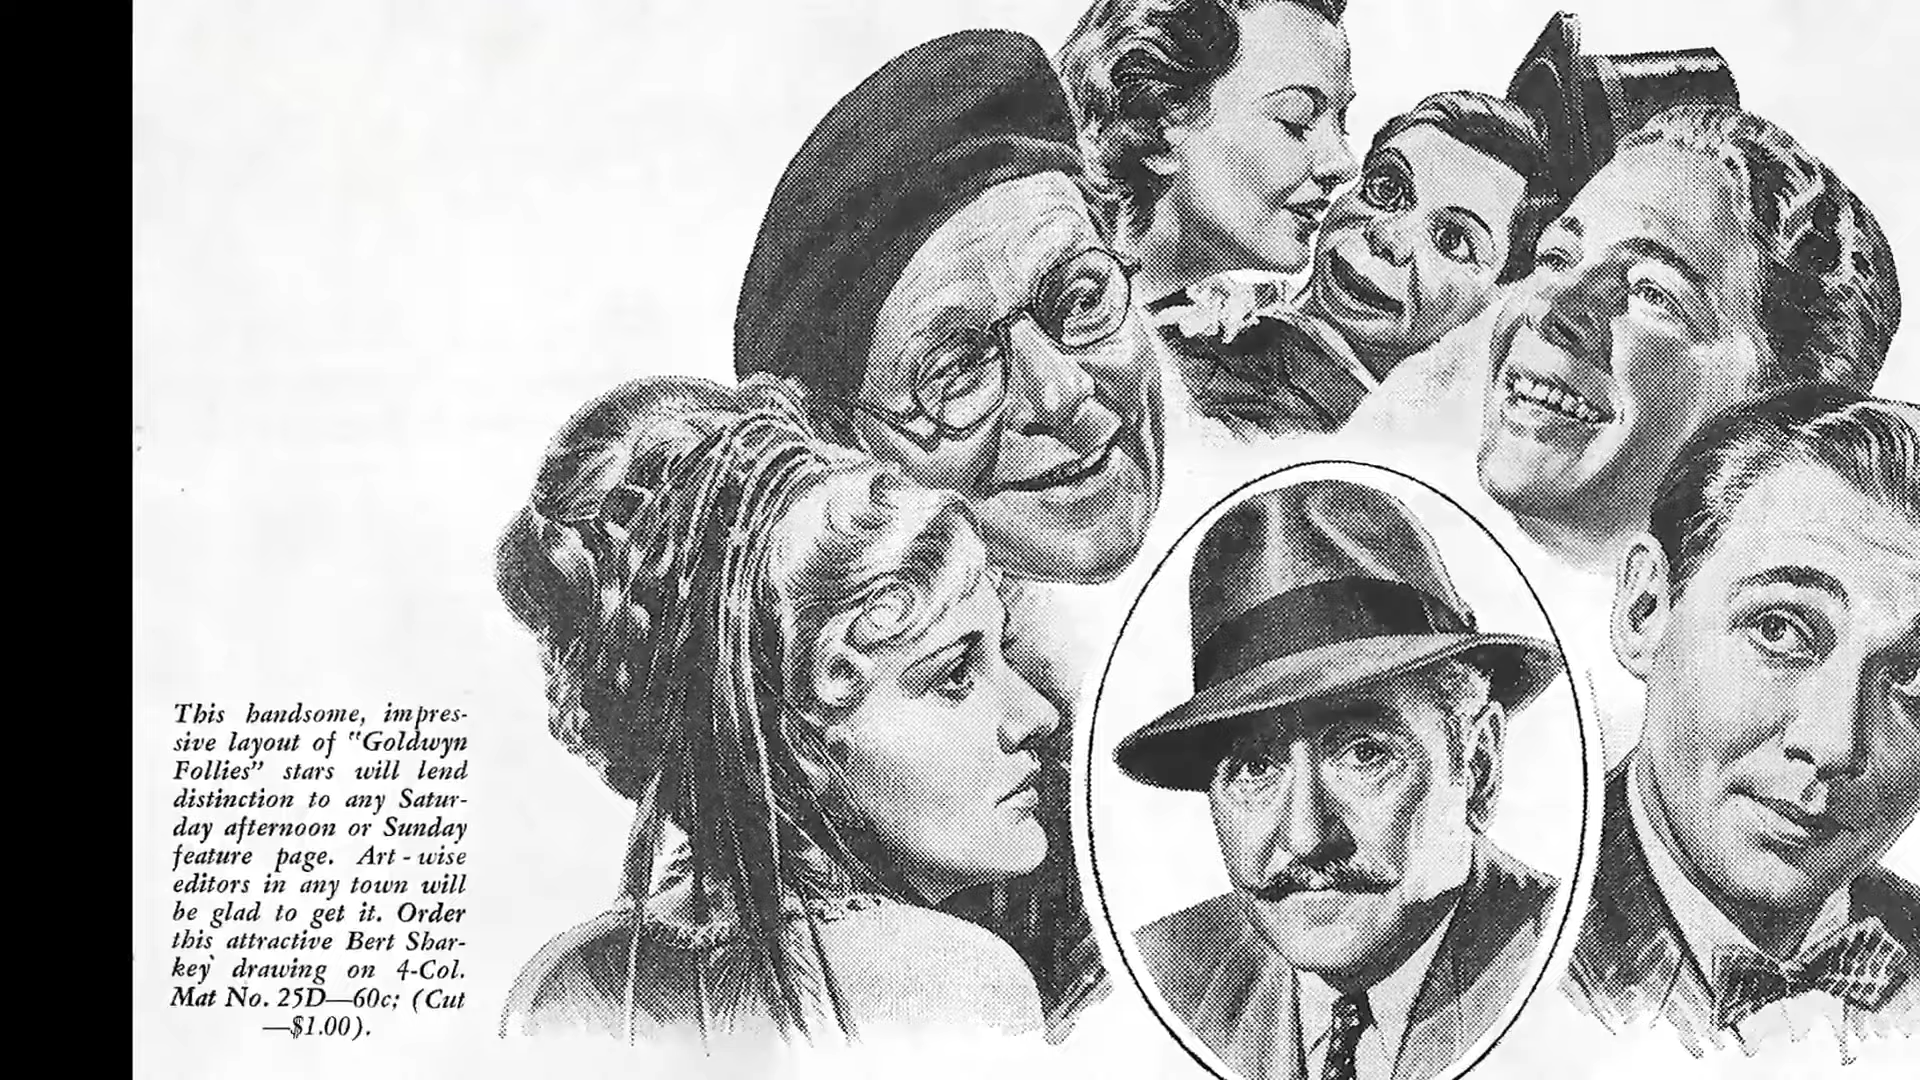 This handsome, impres-
sive layout of "Goldwyn
Follies" stars will lend
distinction to any Satur-
day afternoon or Sunday
feature page. Art-wise
editors in any town will
be glad to get it. Order
this attractive Bert Shar-
key drawing on 4-Col.
Mat No. 25D—60c; (Cut
—$1.00).